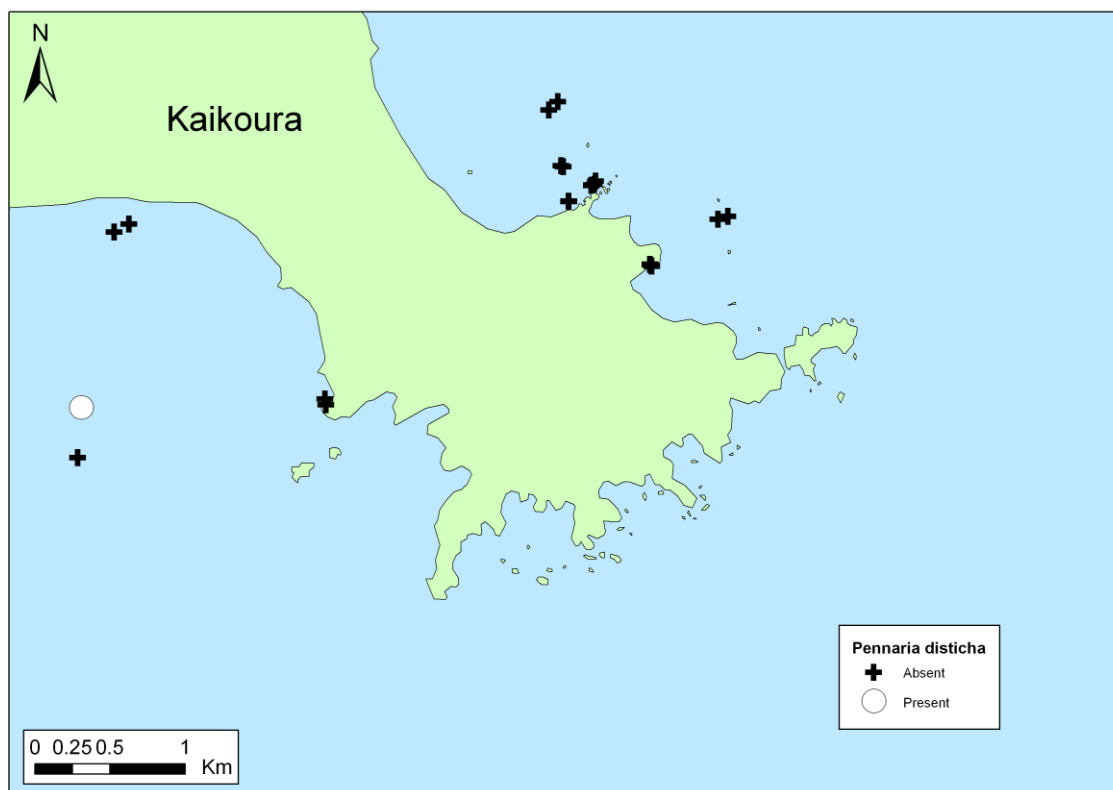 N
Kaikoura
Pennaria disticha
Absent
Present
0 0.25 0.5 1
Km